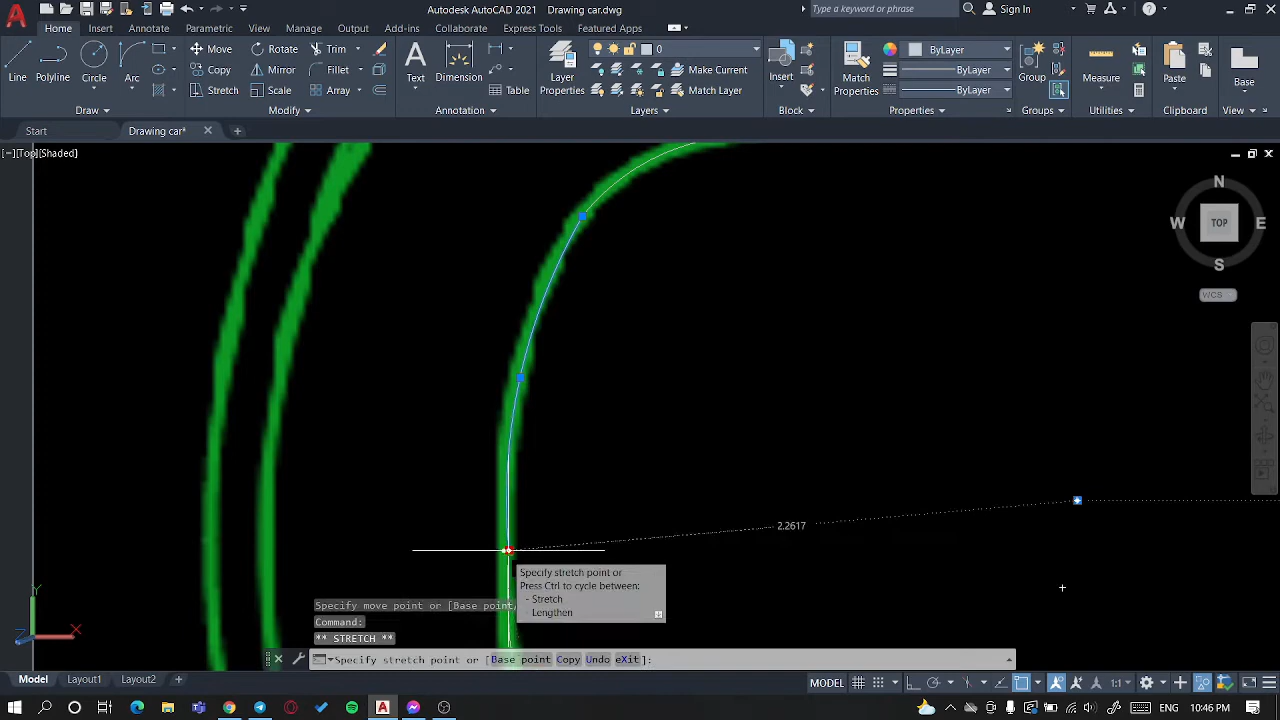 Autodesk AutoCAD 2021 Drawing car.dwg
Type a keyword or phrase
Sign In
Home Insert Annotate Parametric View Manage Output Add-ins Collaborate Express Tools Featured Apps
Line Polyline Circle Arc
Move Rotate Trim
Copy Mirror Fillet
Stretch Scale Array
Text Dimension Table
Layer Properties
0
Make Current
Match Layer
Insert
Match Properties
ByLayer
ByLayer
ByLayer
Group Measure Paste Base
Draw Modify Annotation Layers Block Properties Groups Utilities Clipboard View
Start Drawing car*
[−][Top][Shaded]
N
W TOP E
S
WCS
2.2617
Specify stretch point or
Press Ctrl to cycle between:
- Stretch
- Lengthen
Specify move point or [Base point/
Command:
** STRETCH **
Specify stretch point or [Base point Copy Undo eXit]:
Y
X
Z
Model Layout1 Layout2
MODEL
1:1
ENG 10:46 PM